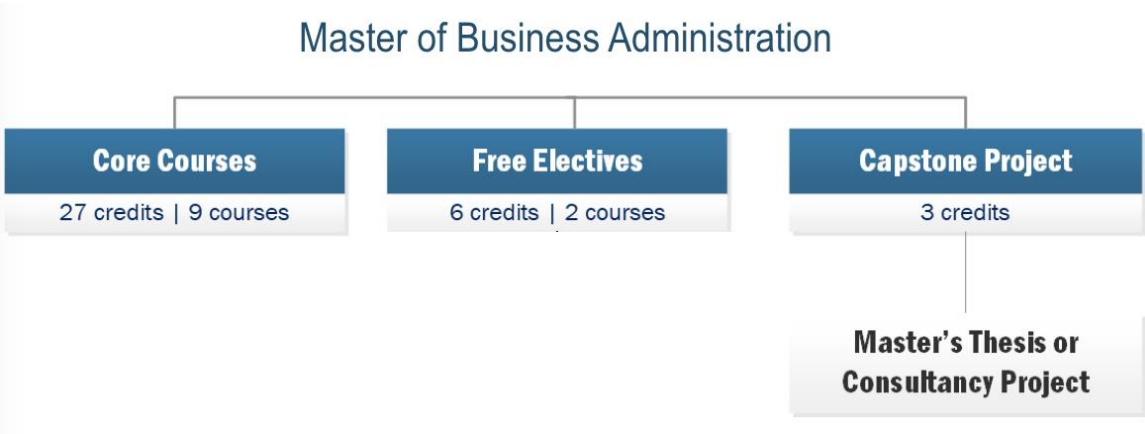 Master of Business Administration
Core Courses
27 credits | 9 courses
Free Electives
6 credits | 2 courses
Capstone Project
3 credits
Master's Thesis or
Consultancy Project